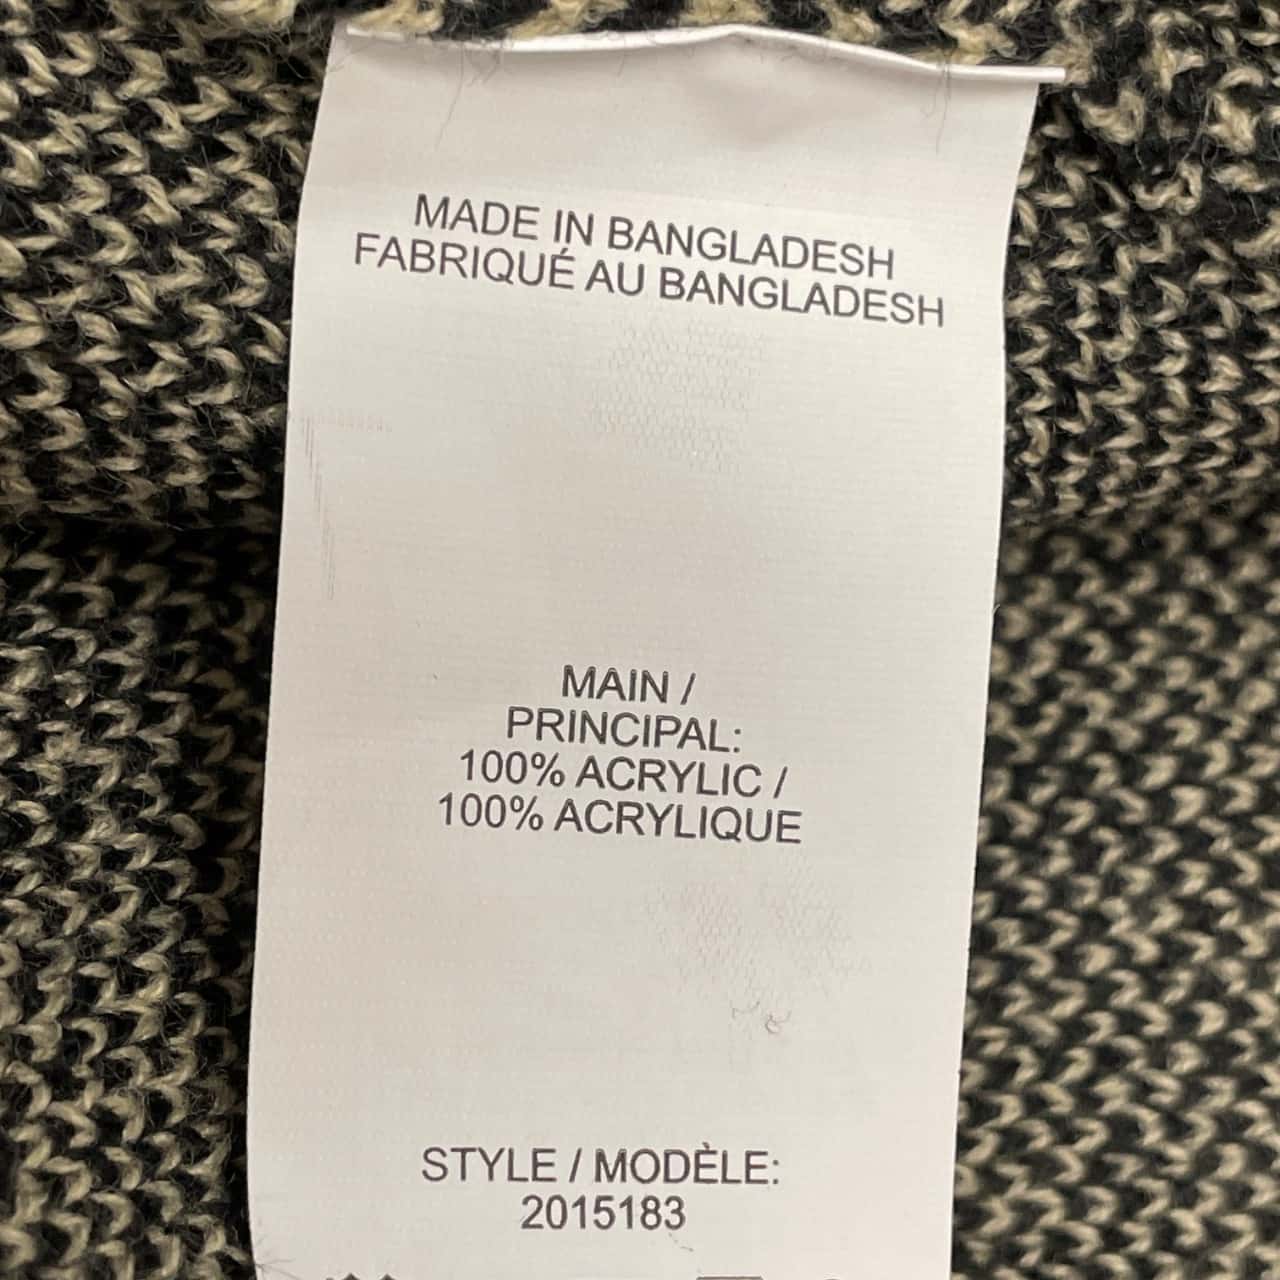 MADE IN BANGLADESH
FABRIQUÉ AU BANGLADESH
MAIN /
PRINCIPAL:
100% ACRYLIC /
100% ACRYLIQUE
STYLE / MODÈLE:
2015183